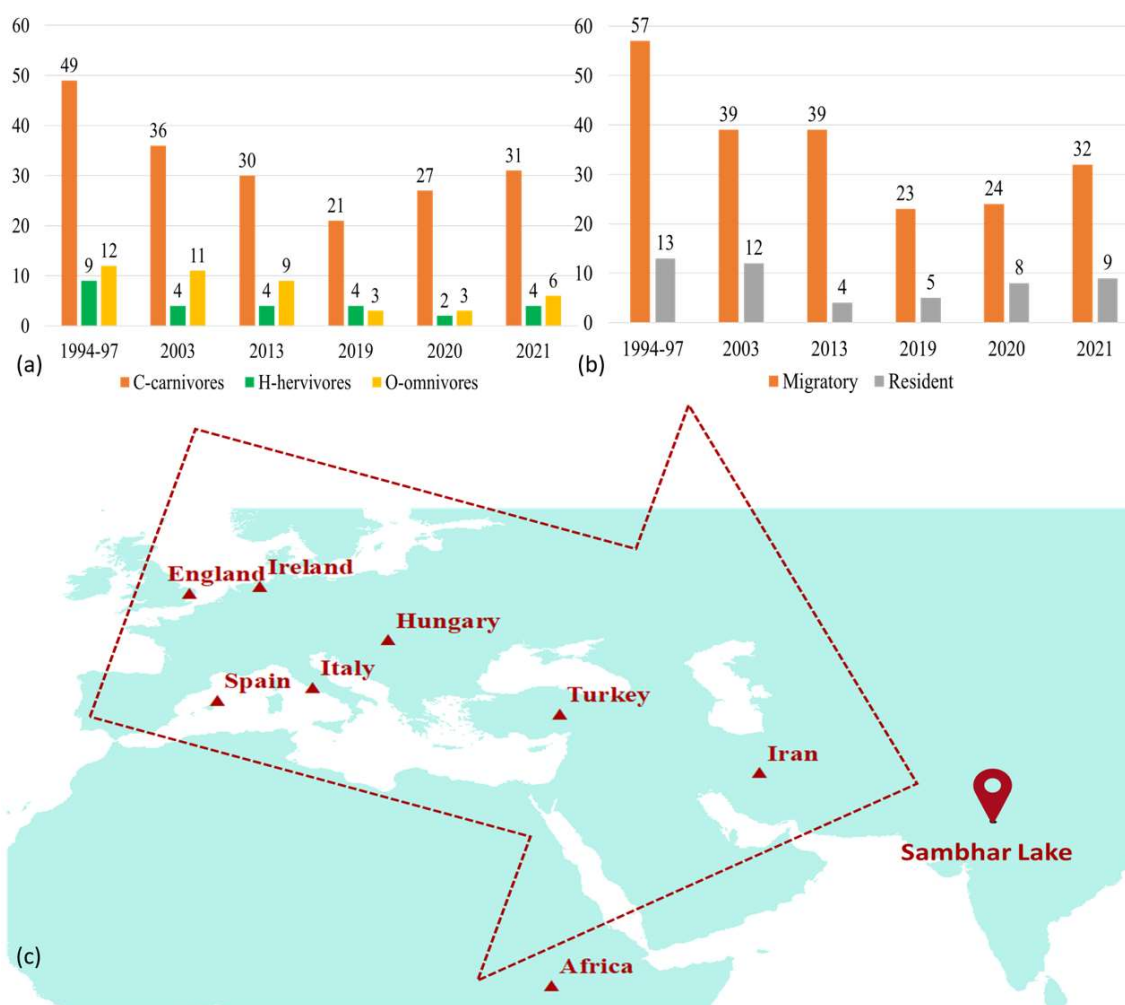 60
50
40
30
20
10
0
49
9
12
36
4
11
30
4
9
21
4
3
27
2
3
31
4
6
1994-97 2003 2013 2019 2020 2021
(a)
C-carnivores H-hervivores O-omnivores
60
50
40
30
20
10
0
57
13
39
12
39
4
23
5
24
8
32
9
1994-97 2003 2013 2019 2020 2021
(b)
Migratory Resident
England
Ireland
Hungary
Spain
Italy
Turkey
Iran
Sambhar Lake
Africa
(c)